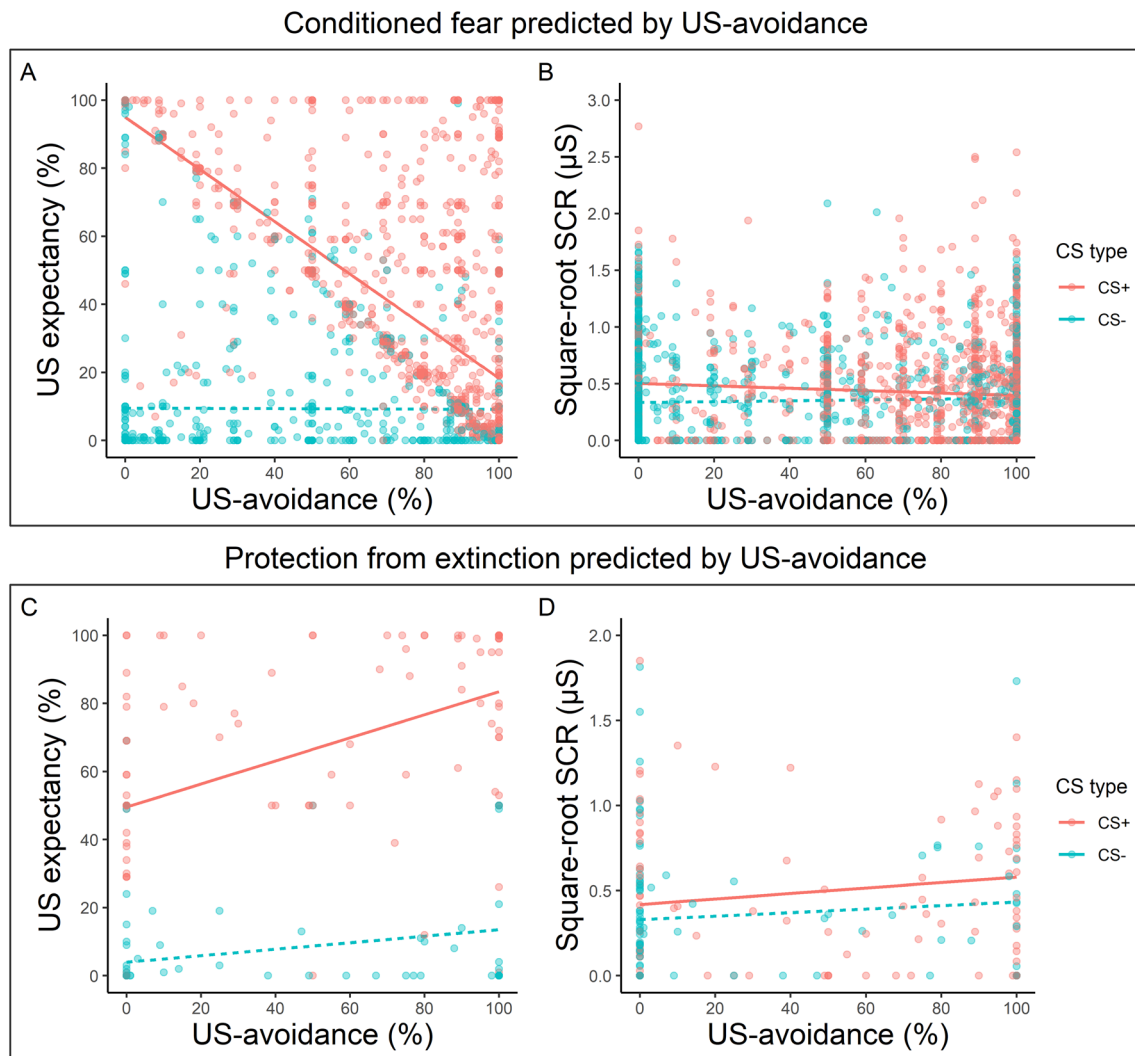 Conditioned fear predicted by US-avoidance
A
B
100
80
60
40
20
0
US expectancy (%)
0 20 40 60 80 100
US-avoidance (%)
3.0
2.5
2.0
1.5
1.0
0.5
0.0
Square-root SCR (µS)
0 20 40 60 80 100
US-avoidance (%)
CS type
CS+
CS-
Protection from extinction predicted by US-avoidance
C
D
100
80
60
40
20
0
US expectancy (%)
0 20 40 60 80 100
US-avoidance (%)
2.0
1.5
1.0
0.5
0.0
Square-root SCR (µS)
0 20 40 60 80 100
US-avoidance (%)
CS type
CS+
CS-